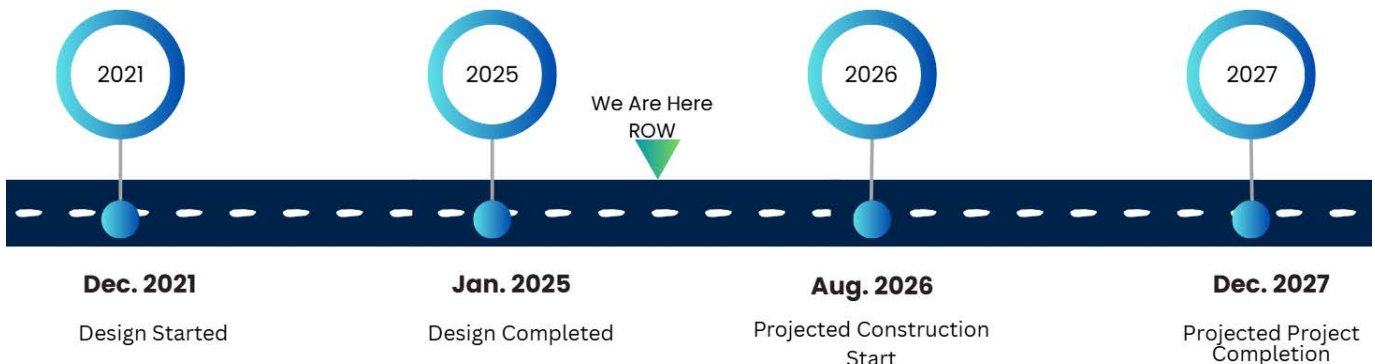 2021
2025
2026
2027
We Are Here
ROW
Dec. 2021
Jan. 2025
Aug. 2026
Dec. 2027
Design Started
Design Completed
Projected Construction
Start
Projected Project
Completion